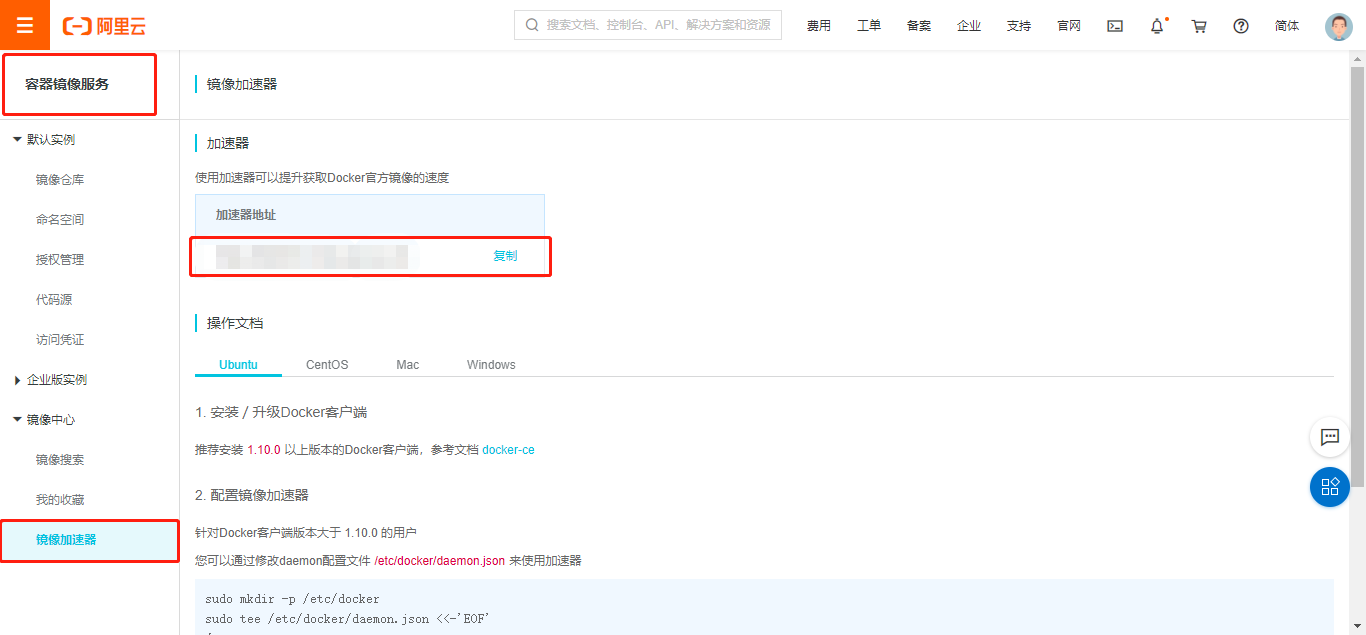 阿里云
搜索文档、控制台、API、解决方案和资源
费用
工单
备案
企业
支持
官网
简体
容器镜像服务
默认实例
镜像仓库
命名空间
授权管理
代码源
访问凭证
企业版实例
镜像中心
镜像搜索
我的收藏
镜像加速器
镜像加速器
加速器
使用加速器可以提升获取Docker官方镜像的速度
加速器地址
复制
操作文档
Ubuntu
CentOS
Mac
Windows
1. 安装 / 升级Docker客户端
推荐安装 1.10.0 以上版本的Docker客户端，参考文档 docker-ce
2. 配置镜像加速器
针对Docker客户端版本大于 1.10.0 的用户
您可以通过修改daemon配置文件 /etc/docker/daemon.json 来使用加速器
sudo mkdir -p /etc/docker
sudo tee /etc/docker/daemon.json <<-'EOF'